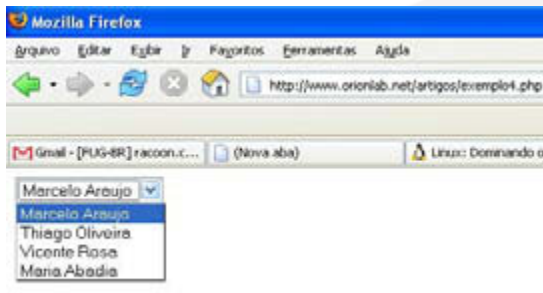 Mozilla Firefox
Arquivo Editar Exibir Ir Favoritos Ferramentas Ajuda
http://www.orionlab.net/artigos/exemplo4.php
Gmail - [FUG-BR] racoon.c... (Nova aba) Linux: Dominando o
Marcelo Araujo
Marcelo Araujo
Thiago Oliveira
Vicente Rosa
Maria Abadia